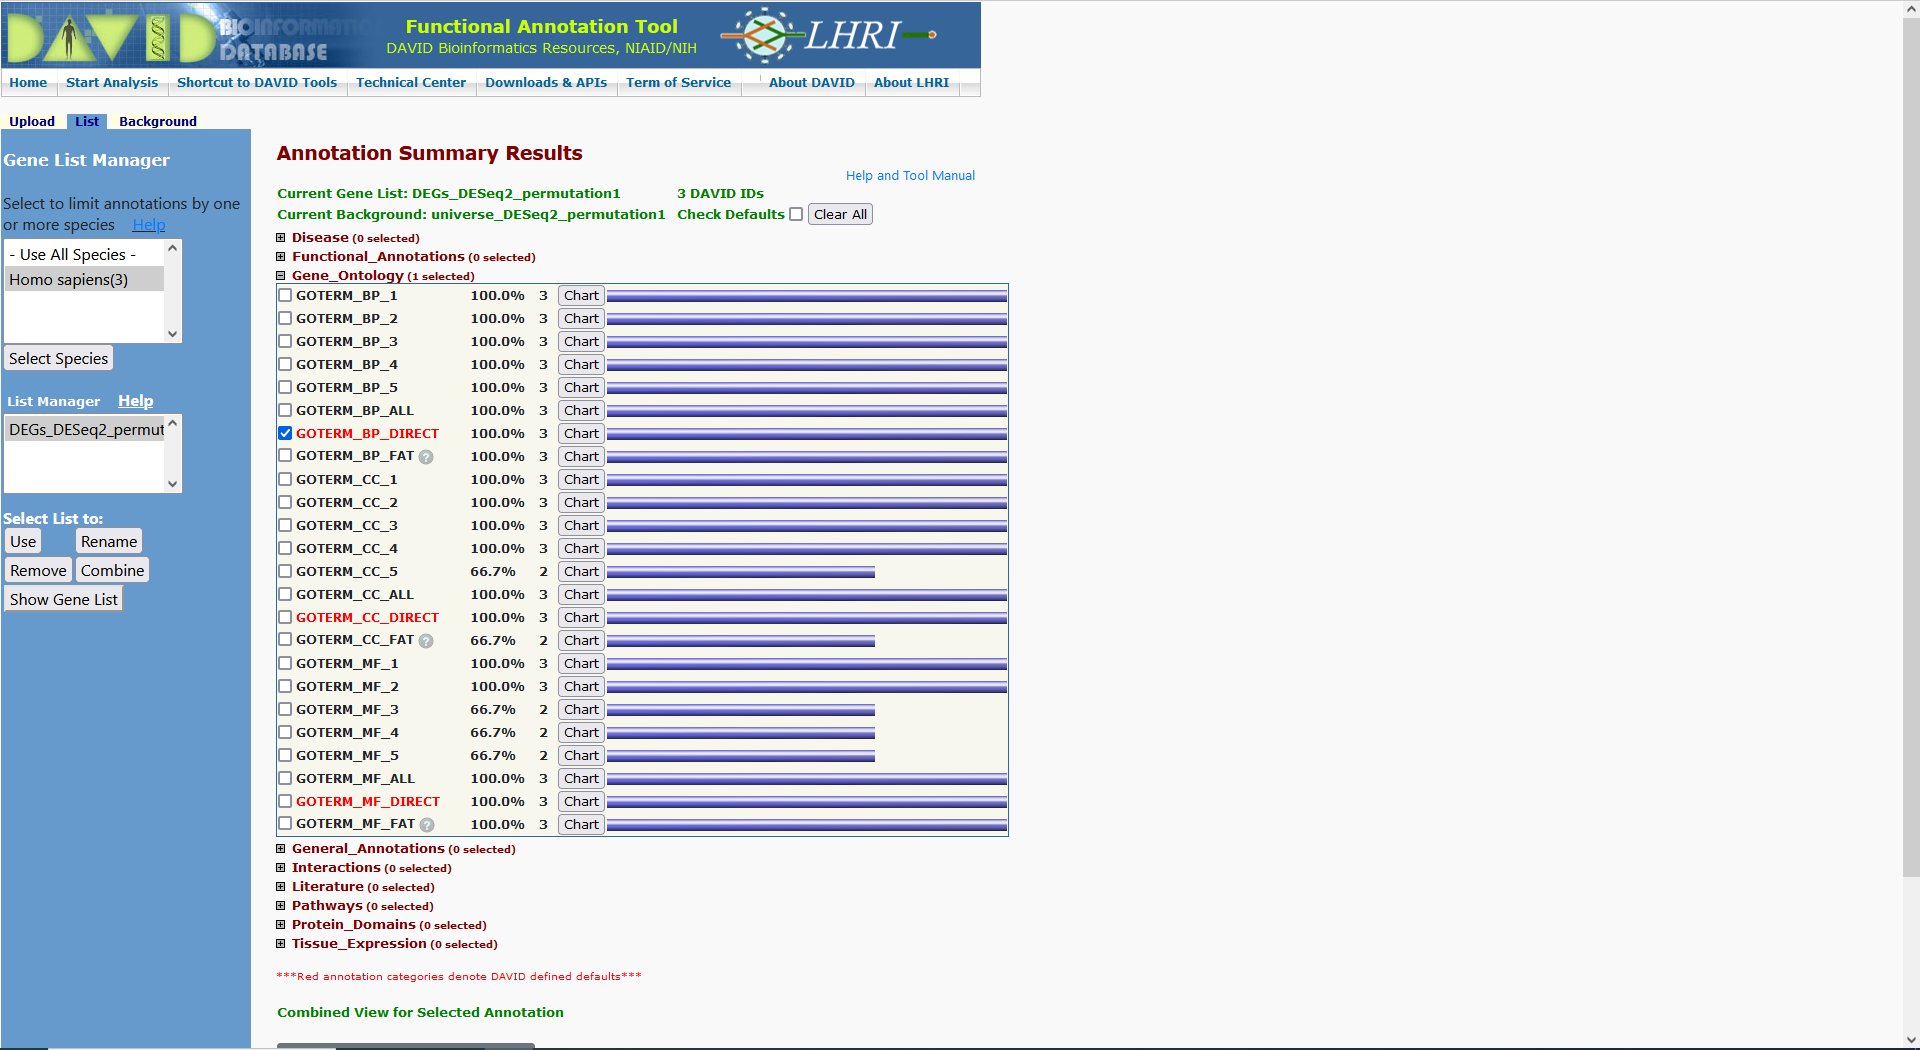 DAVID BIOINFORMATICS DATABASE
Functional Annotation Tool
DAVID Bioinformatics Resources, NIAID/NIH
LHRI
Home Start Analysis Shortcut to DAVID Tools Technical Center Downloads & APIs Term of Service About DAVID About LHRI
Upload List Background
Gene List Manager
Select to limit annotations by one
or more species Help
- Use All Species -
Homo sapiens(3)
Select Species
List Manager Help
DEGs_DESeq2_permut
Select List to:
Use Rename
Remove Combine
Show Gene List
Annotation Summary Results
Help and Tool Manual
Current Gene List: DEGs_DESeq2_permutation1 3 DAVID IDs
Current Background: universe_DESeq2_permutation1 Check Defaults Clear All
Disease (0 selected)
Functional_Annotations (0 selected)
Gene_Ontology (1 selected)
GOTERM_BP_1 100.0% 3 Chart
GOTERM_BP_2 100.0% 3 Chart
GOTERM_BP_3 100.0% 3 Chart
GOTERM_BP_4 100.0% 3 Chart
GOTERM_BP_5 100.0% 3 Chart
GOTERM_BP_ALL 100.0% 3 Chart
GOTERM_BP_DIRECT 100.0% 3 Chart
GOTERM_BP_FAT ? 100.0% 3 Chart
GOTERM_CC_1 100.0% 3 Chart
GOTERM_CC_2 100.0% 3 Chart
GOTERM_CC_3 100.0% 3 Chart
GOTERM_CC_4 100.0% 3 Chart
GOTERM_CC_5 66.7% 2 Chart
GOTERM_CC_ALL 100.0% 3 Chart
GOTERM_CC_DIRECT 100.0% 3 Chart
GOTERM_CC_FAT ? 66.7% 2 Chart
GOTERM_MF_1 100.0% 3 Chart
GOTERM_MF_2 100.0% 3 Chart
GOTERM_MF_3 66.7% 2 Chart
GOTERM_MF_4 66.7% 2 Chart
GOTERM_MF_5 66.7% 2 Chart
GOTERM_MF_ALL 100.0% 3 Chart
GOTERM_MF_DIRECT 100.0% 3 Chart
GOTERM_MF_FAT ? 100.0% 3 Chart
General_Annotations (0 selected)
Interactions (0 selected)
Literature (0 selected)
Pathways (0 selected)
Protein_Domains (0 selected)
Tissue_Expression (0 selected)
***Red annotation categories denote DAVID defined defaults***
Combined View for Selected Annotation